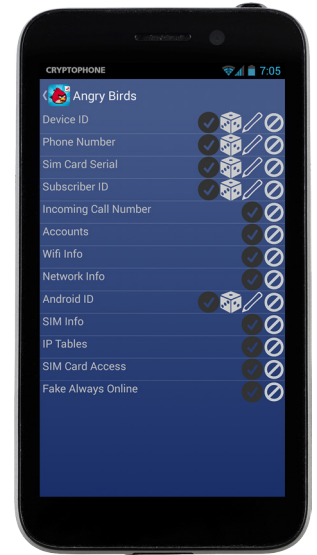 CRYPTOPHONE
7:05
Angry Birds
Device ID
Phone Number
Sim Card Serial
Subscriber ID
Incoming Call Number
Accounts
Wifi Info
Network Info
Android ID
SIM Info
IP Tables
SIM Card Access
Fake Always Online